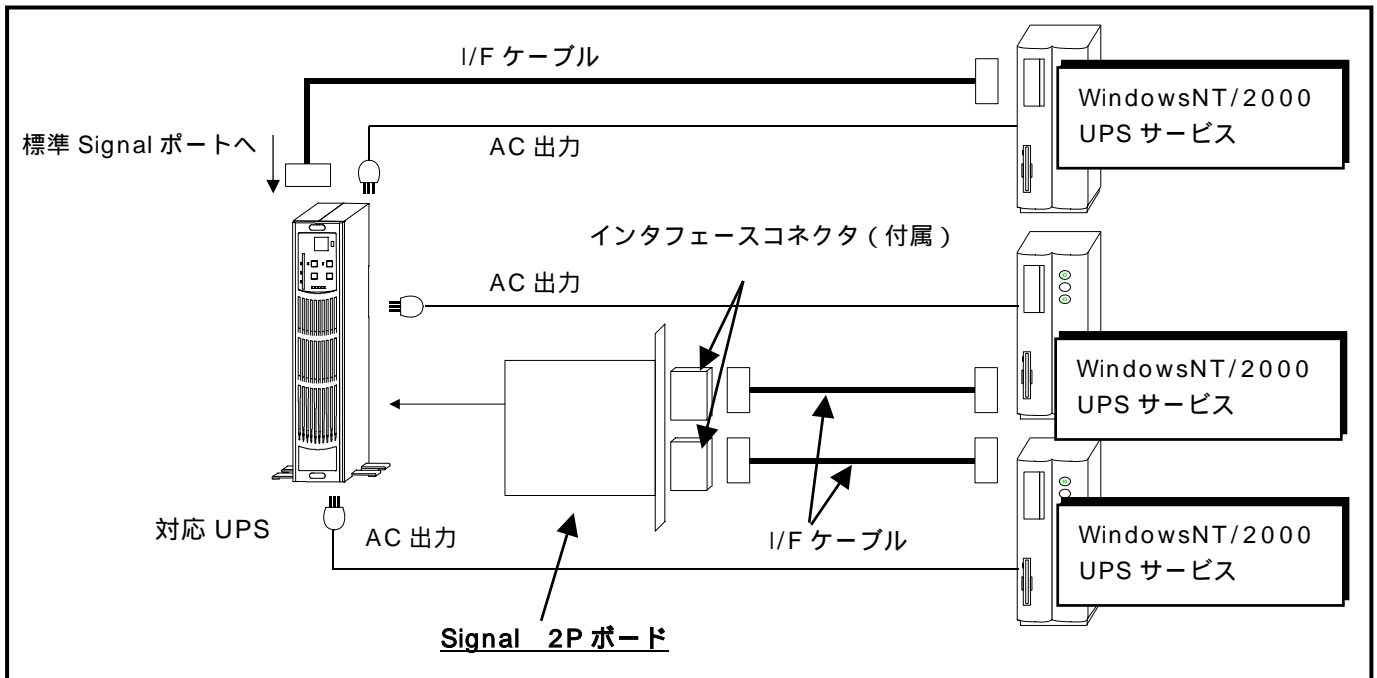 I/F ケーブル
WindowsNT/2000
UPS サービス
標準 Signal ポートへ
AC 出力
インタフェースコネクタ（付属）
AC 出力
WindowsNT/2000
UPS サービス
対応 UPS
AC 出力
I/F ケーブル
WindowsNT/2000
UPS サービス
Signal　2P ボード